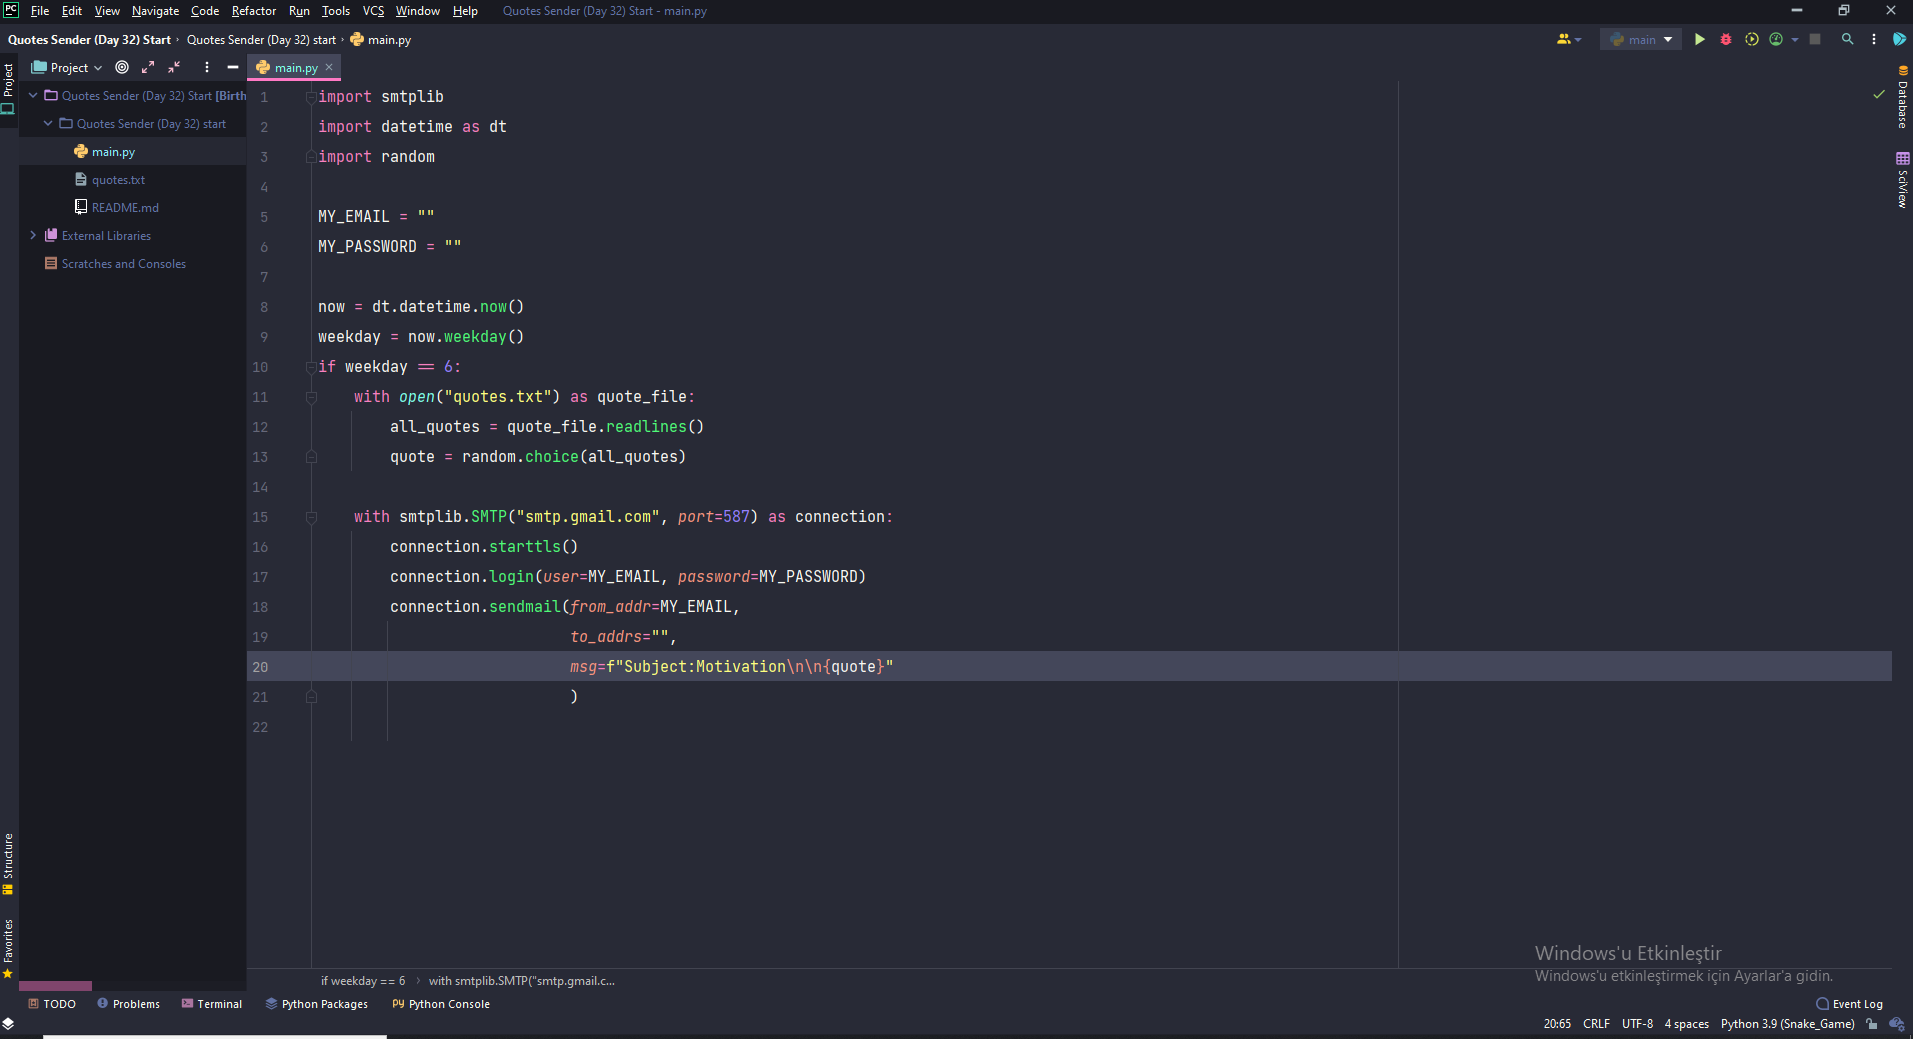 PC File Edit View Navigate Code Refactor Run Tools VCS Window Help Quotes Sender (Day 32) Start - main.py
Quotes Sender (Day 32) Start › Quotes Sender (Day 32) start › main.py main
Project
Project
main.py ×
Quotes Sender (Day 32) Start [Birth
Quotes Sender (Day 32) start
main.py
quotes.txt
README.md
External Libraries
Scratches and Consoles
1 import smtplib
2 import datetime as dt
3 import random
4
5 MY_EMAIL = ""
6 MY_PASSWORD = ""
7
8 now = dt.datetime.now()
9 weekday = now.weekday()
10 if weekday == 6:
11 with open("quotes.txt") as quote_file:
12 all_quotes = quote_file.readlines()
13 quote = random.choice(all_quotes)
14
15 with smtplib.SMTP("smtp.gmail.com", port=587) as connection:
16 connection.starttls()
17 connection.login(user=MY_EMAIL, password=MY_PASSWORD)
18 connection.sendmail(from_addr=MY_EMAIL,
19 to_addrs="",
20 msg=f"Subject:Motivation\n\n{quote}"
21 )
22
Database
SciView
Structure
Favorites
Windows'u Etkinleştir
Windows'u etkinleştirmek için Ayarlar'a gidin.
if weekday == 6 › with smtplib.SMTP("smtp.gmail.c...
TODO Problems Terminal Python Packages Python Console Event Log
20:65 CRLF UTF-8 4 spaces Python 3.9 (Snake_Game)